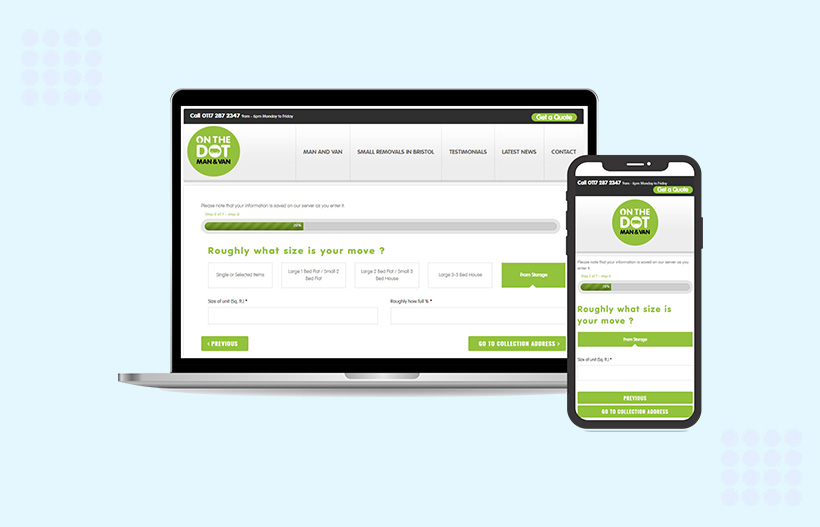 Call 0117 287 2347 9am - 6pm Monday to Friday
Get a Quote
ON THE
DOT
MAN & VAN
MAN AND VAN
SMALL REMOVALS IN BRISTOL
TESTIMONIALS
LATEST NEWS
CONTACT
Please note that your information is saved on our server as you enter it.
Step 2 of 7 - step 2
28%
Roughly what size is your move ?
Single or Selected Items
Large 1 Bed Flat / Small 2
Bed Flat
Large 2 Bed Flat / Small 3
Bed House
From Storage
Size of unit (Sq. ft.) *
Roughly how full % *
‹ PREVIOUS
GO TO COLLECTION ADDRESS ›
Call 0117 287 2347 9am - 6pm Monday to Friday
Get a Quote
ON THE
DOT
MAN & VAN
Please note that your information is saved on our server as you
enter it.
Step 2 of 7 - step 2
28%
Roughly what size is
your move ?
From Storage
Size of unit (Sq. ft.) *
PREVIOUS
GO TO COLLECTION ADDRESS